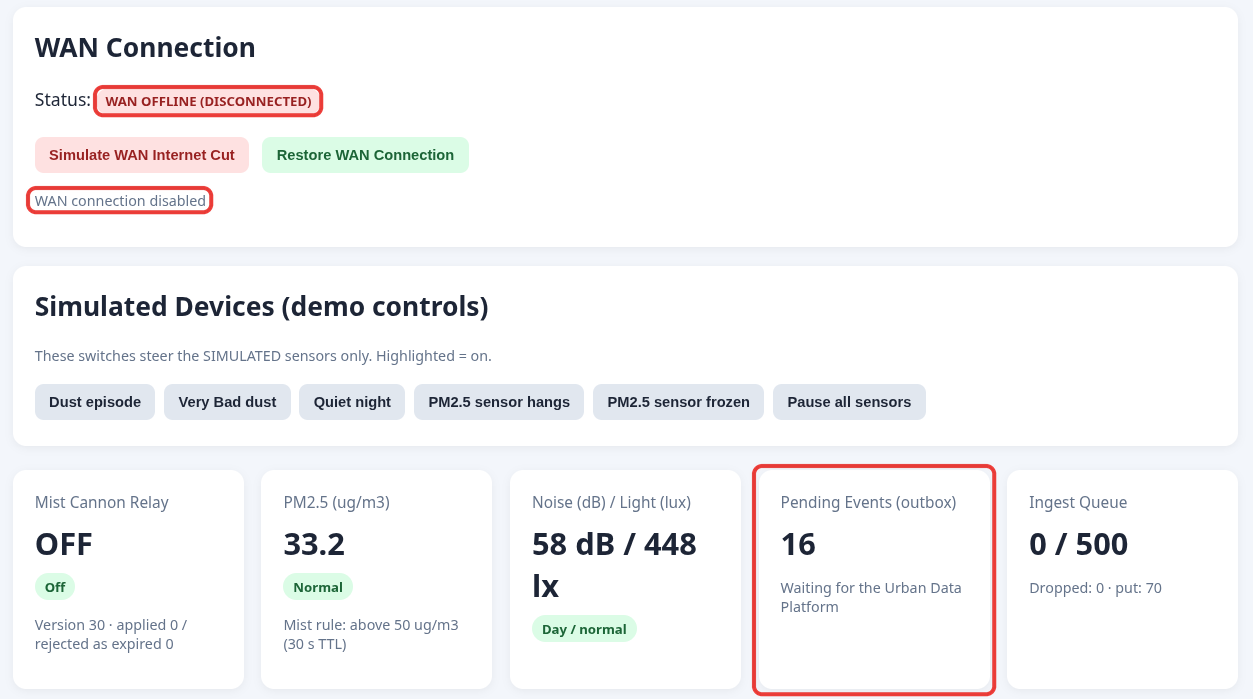 WAN Connection
Status: WAN OFFLINE (DISCONNECTED)
Simulate WAN Internet Cut
Restore WAN Connection
WAN connection disabled
Simulated Devices (demo controls)
These switches steer the SIMULATED sensors only. Highlighted = on.
Dust episode
Very Bad dust
Quiet night
PM2.5 sensor hangs
PM2.5 sensor frozen
Pause all sensors
Mist Cannon Relay
OFF
Off
Version 30 · applied 0 /
rejected as expired 0
PM2.5 (ug/m3)
33.2
Normal
Mist rule: above 50 ug/m3
(30 s TTL)
Noise (dB) / Light (lux)
58 dB / 448
lx
Day / normal
Pending Events (outbox)
16
Waiting for the Urban Data
Platform
Ingest Queue
0 / 500
Dropped: 0 · put: 70